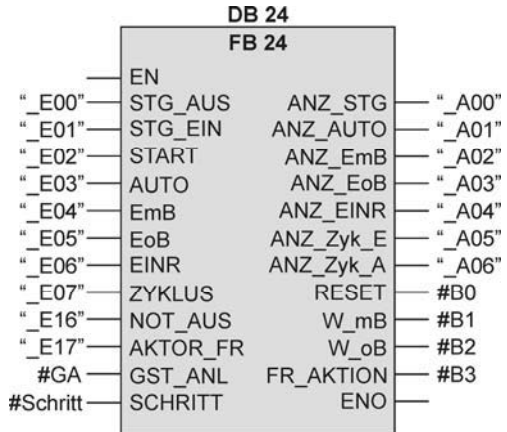 DB 24
FB 24
EN
"_E00" STG_AUS ANZ_STG "_A00"
"_E01" STG_EIN ANZ_AUTO "_A01"
"_E02" START ANZ_EmB "_A02"
"_E03" AUTO ANZ_EoB "_A03"
"_E04" EmB ANZ_EINR "_A04"
"_E05" EoB ANZ_Zyk_E "_A05"
"_E06" EINR ANZ_Zyk_A "_A06"
"_E07" ZYKLUS RESET #B0
"_E16" NOT_AUS W_mB #B1
"_E17" AKTOR_FR W_oB #B2
#GA GST_ANL FR_AKTION #B3
#Schritt SCHRITT ENO